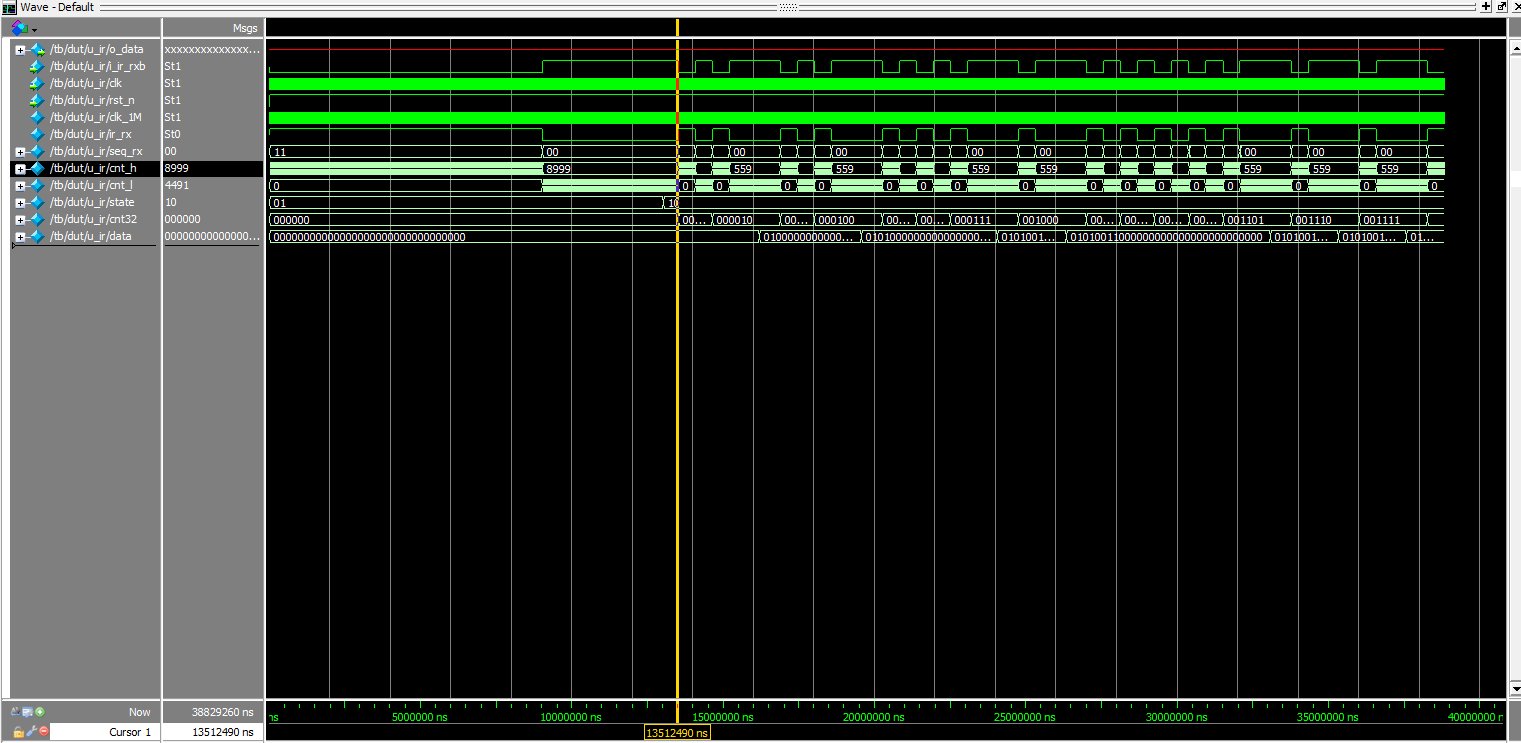 Wave - Default
Msgs
/tb/dut/u_ir/o_data xxxxxxxxxxxxxxx...
/tb/dut/u_ir/i_ir_rxb St1
/tb/dut/u_ir/clk St1
/tb/dut/u_ir/rst_n St1
/tb/dut/u_ir/clk_1M St1
/tb/dut/u_ir/ir_rx St0
/tb/dut/u_ir/seq_rx 00 11 00 00 00 00 00 00 00 00
/tb/dut/u_ir/cnt_h 8999 8999 559 559 559 559 559 559 559
/tb/dut/u_ir/cnt_l 4491 0 0 0 0 0 0 0 0 0 0 0 0 0 0 0 0 0 0
/tb/dut/u_ir/state 10 01 10
/tb/dut/u_ir/cnt32 000000 000000 00... 000010 00... 000100 00... 00... 000111 001000 00... 00... 00... 00... 001101 001110 001111
/tb/dut/u_ir/data 00000000000000... 00000000000000000000000000000000 0100000000000... 0101000000000000000... 0101001... 01010011000000000000000000000000 0101001... 0101001... 01...
Now 38829260 ns ns 5000000 ns 10000000 ns 15000000 ns 20000000 ns 25000000 ns 30000000 ns 35000000 ns 40000000 r
Cursor 1 13512490 ns 13512490 ns